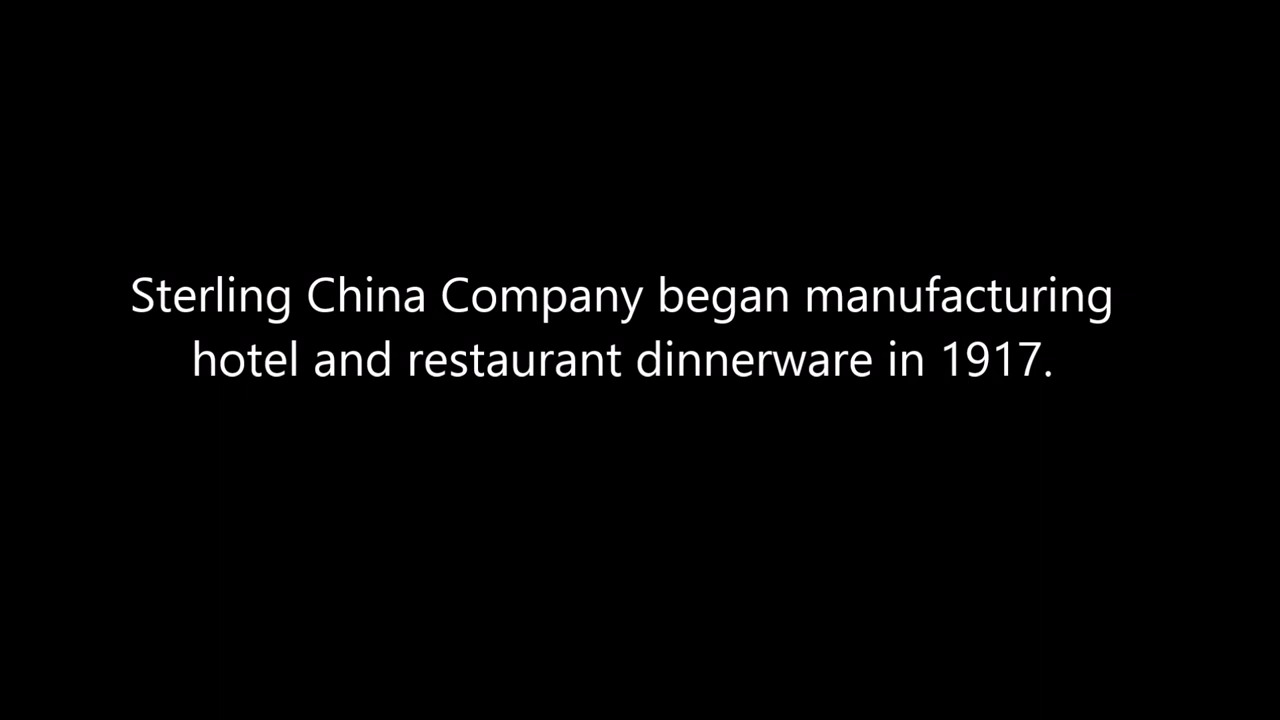 Sterling China Company began manufacturing
hotel and restaurant dinnerware in 1917.